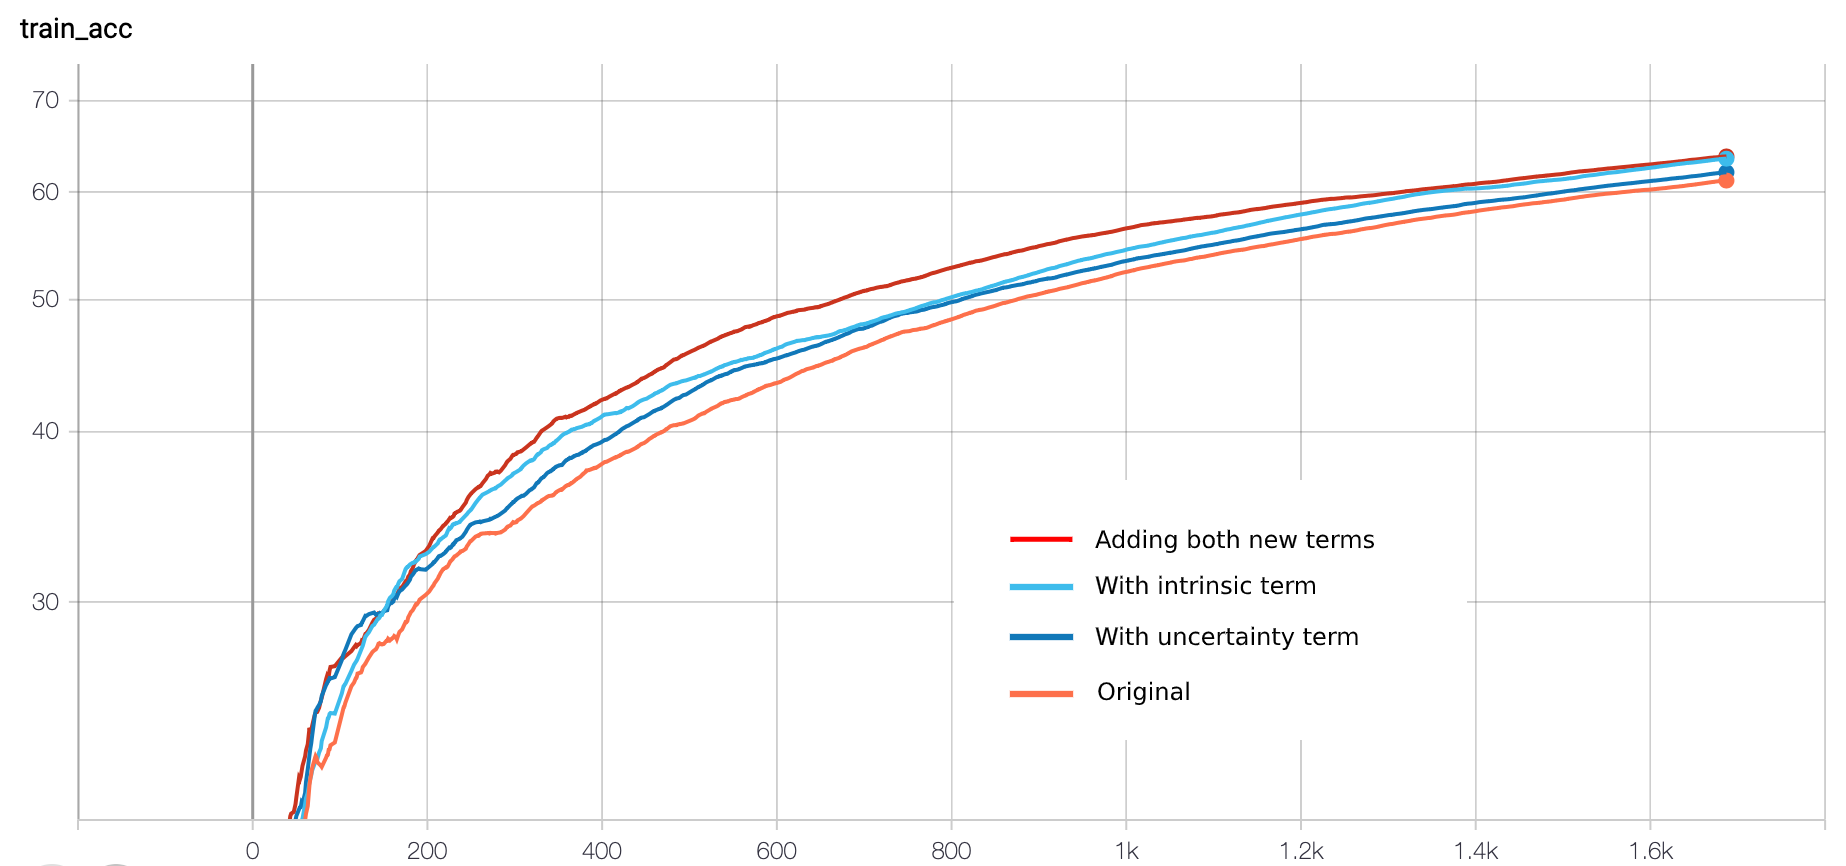 train_acc
70
60
50
40
30
Adding both new terms
With intrinsic term
With uncertainty term
Original
0 200 400 600 800 1k 1.2k 1.4k 1.6k